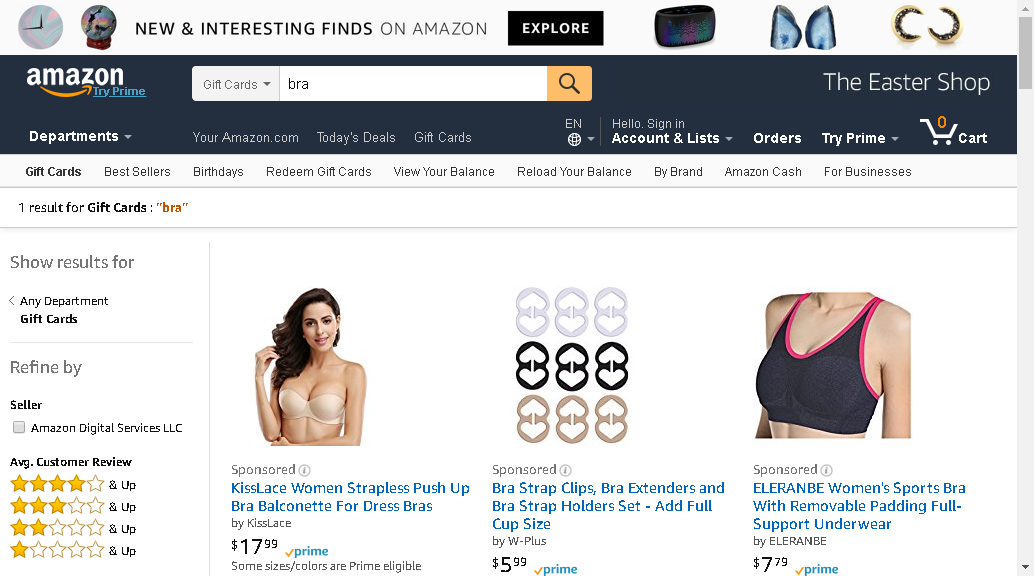 NEW & INTERESTING FINDS ON AMAZON EXPLORE
amazon
Try Prime
Gift Cards bra
The Easter Shop
Departments
Your Amazon.com Today's Deals Gift Cards
EN
Hello. Sign in
Account & Lists
Orders
Try Prime
0
Cart
Gift Cards Best Sellers Birthdays Redeem Gift Cards View Your Balance Reload Your Balance By Brand Amazon Cash For Businesses
1 result for Gift Cards : "bra"
Show results for
Any Department
Gift Cards
Refine by
Seller
Amazon Digital Services LLC
Avg. Customer Review
& Up
& Up
& Up
& Up
Sponsored
KissLace Women Strapless Push Up
Bra Balconette For Dress Bras
by KissLace
$17 99 prime
Some sizes/colors are Prime eligible
Sponsored
Bra Strap Clips, Bra Extenders and
Bra Strap Holders Set - Add Full
Cup Size
by W-Plus
$5 99 prime
Sponsored
ELERANBE Women's Sports Bra
With Removable Padding Full-
Support Underwear
by ELERANBE
$7 79 prime